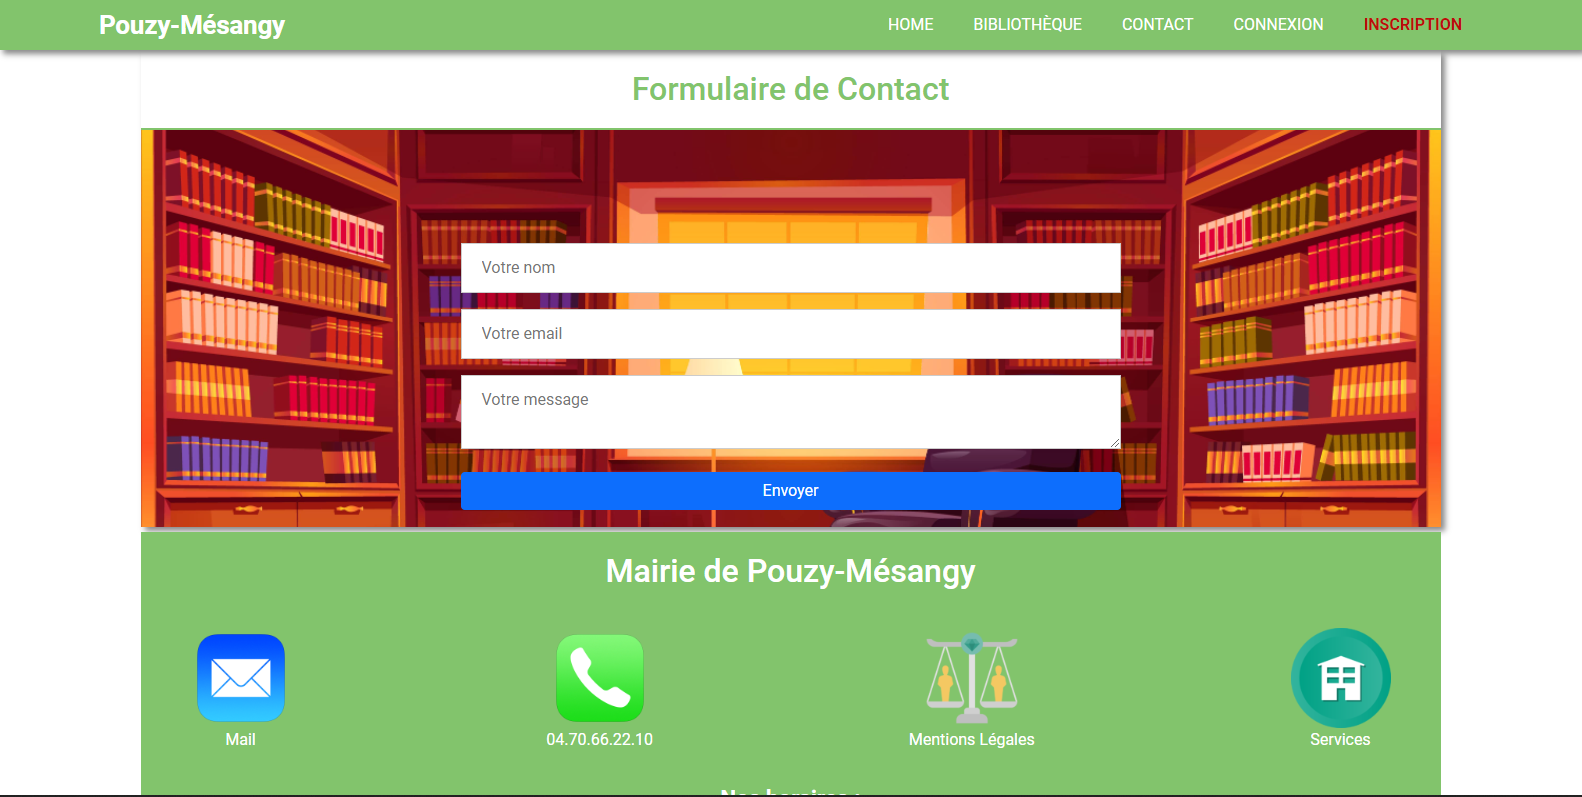 Pouzy-Mésangy
HOME BIBLIOTHÈQUE CONTACT CONNEXION INSCRIPTION
Formulaire de Contact
Votre nom
Votre email
Votre message
Envoyer
Mairie de Pouzy-Mésangy
Mail 04.70.66.22.10 Mentions Légales Services